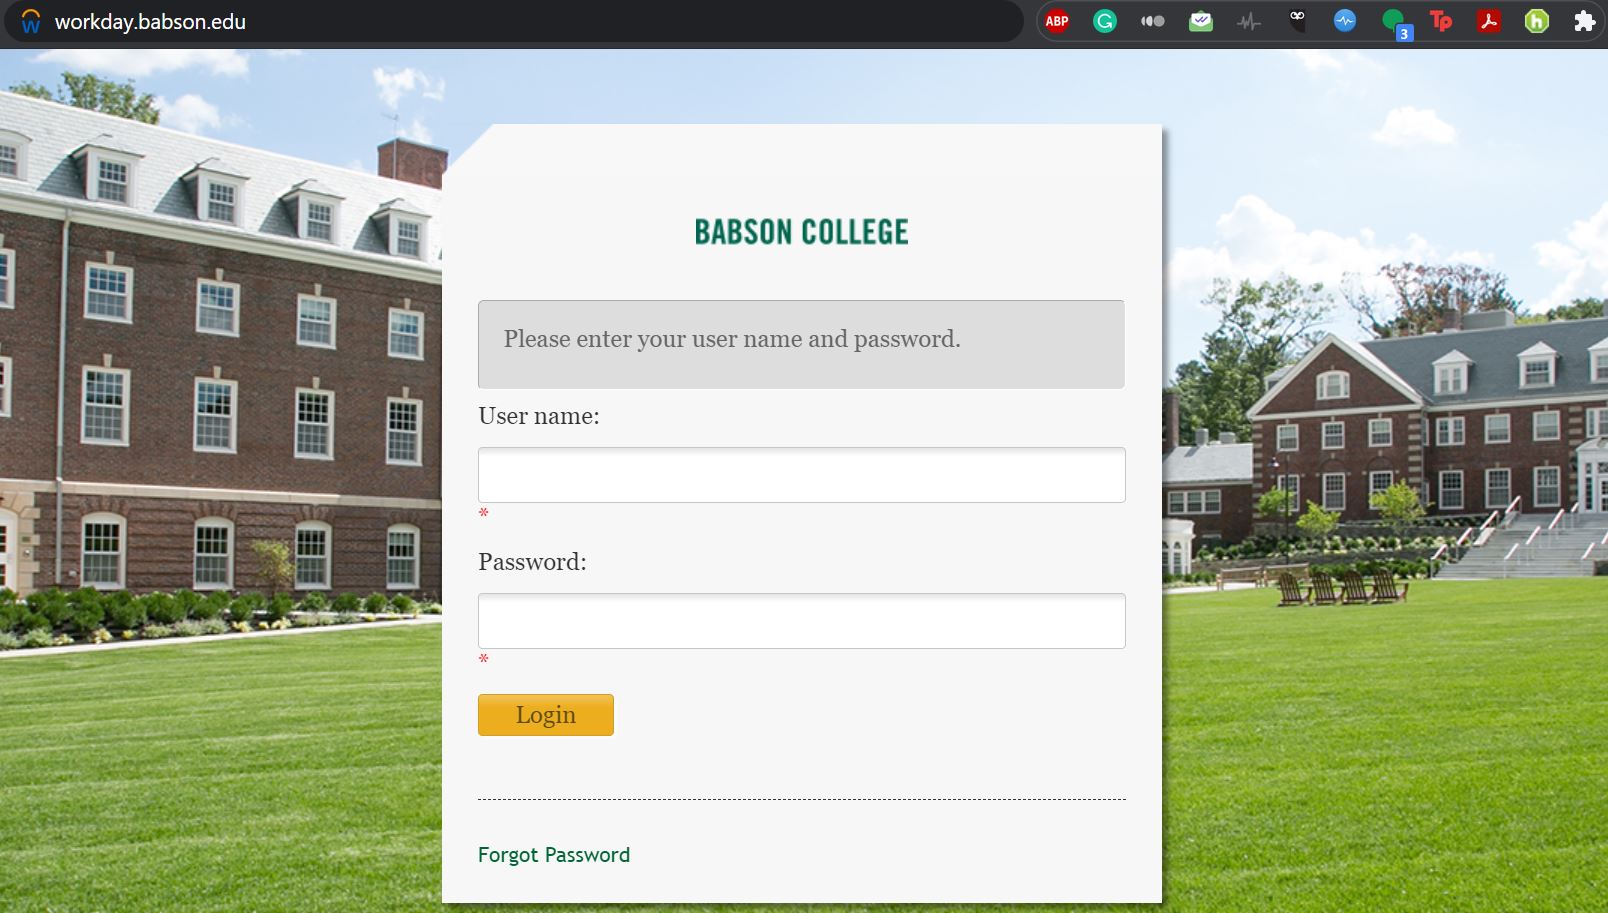 workday.babson.edu
ABP
3
Tp
h
BABSON COLLEGE
Please enter your user name and password.
User name:
*
Password:
*
Login
Forgot Password